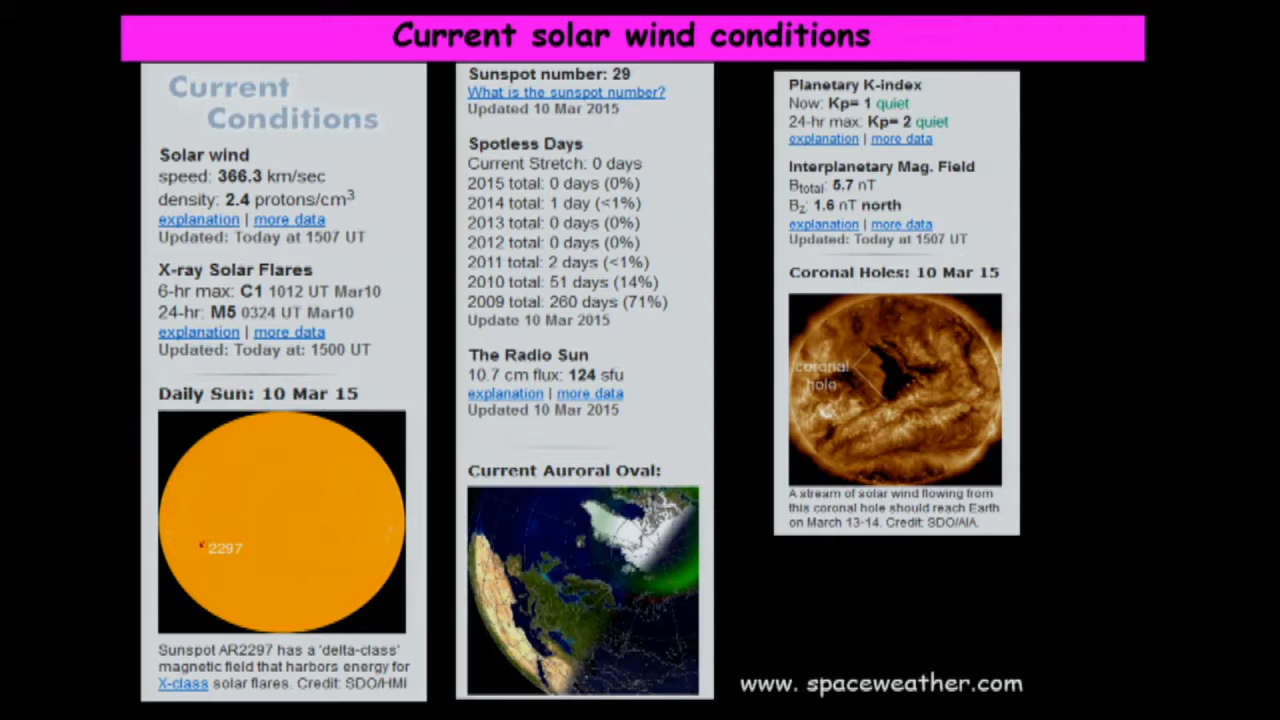 Current solar wind conditions
Current
Conditions
Solar wind
speed: 366.3 km/sec
density: 2.4 protons/cm3
explanation | more data
Updated: Today at 1507 UT
X-ray Solar Flares
6-hr max: C1 1012 UT Mar10
24-hr: M5 0324 UT Mar10
explanation | more data
Updated: Today at: 1500 UT
Daily Sun: 10 Mar 15
2297
Sunspot AR2297 has a 'delta-class'
magnetic field that harbors energy for
X-class solar flares. Credit: SDO/HMI
Sunspot number: 29
What is the sunspot number?
Updated 10 Mar 2015
Spotless Days
Current Stretch: 0 days
2015 total: 0 days (0%)
2014 total: 1 day (<1%)
2013 total: 0 days (0%)
2012 total: 0 days (0%)
2011 total: 2 days (<1%)
2010 total: 51 days (14%)
2009 total: 260 days (71%)
Update 10 Mar 2015
The Radio Sun
10.7 cm flux: 124 sfu
explanation | more data
Updated 10 Mar 2015
Current Auroral Oval:
Planetary K-index
Now: Kp= 1 quiet
24-hr max: Kp= 2 quiet
explanation | more data
Interplanetary Mag. Field
Btotal: 5.7 nT
Bz: 1.6 nT north
explanation | more data
Updated: Today at 1507 UT
Coronal Holes: 10 Mar 15
coronal
hole
A stream of solar wind flowing from
this coronal hole should reach Earth
on March 13-14. Credit: SDO/AIA.
www. spaceweather.com